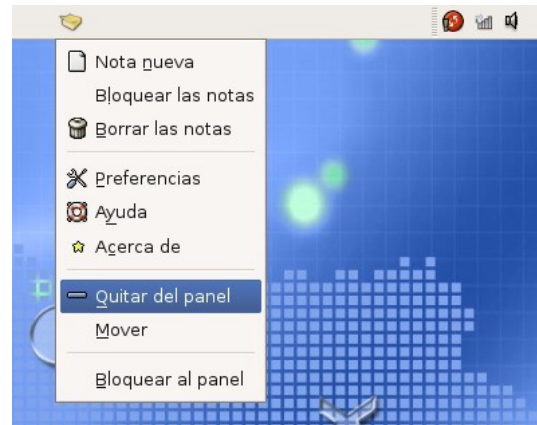 Nota nueva
Bloquear las notas
Borrar las notas
Preferencias
Ayuda
Acerca de
Quitar del panel
Mover
Bloquear al panel